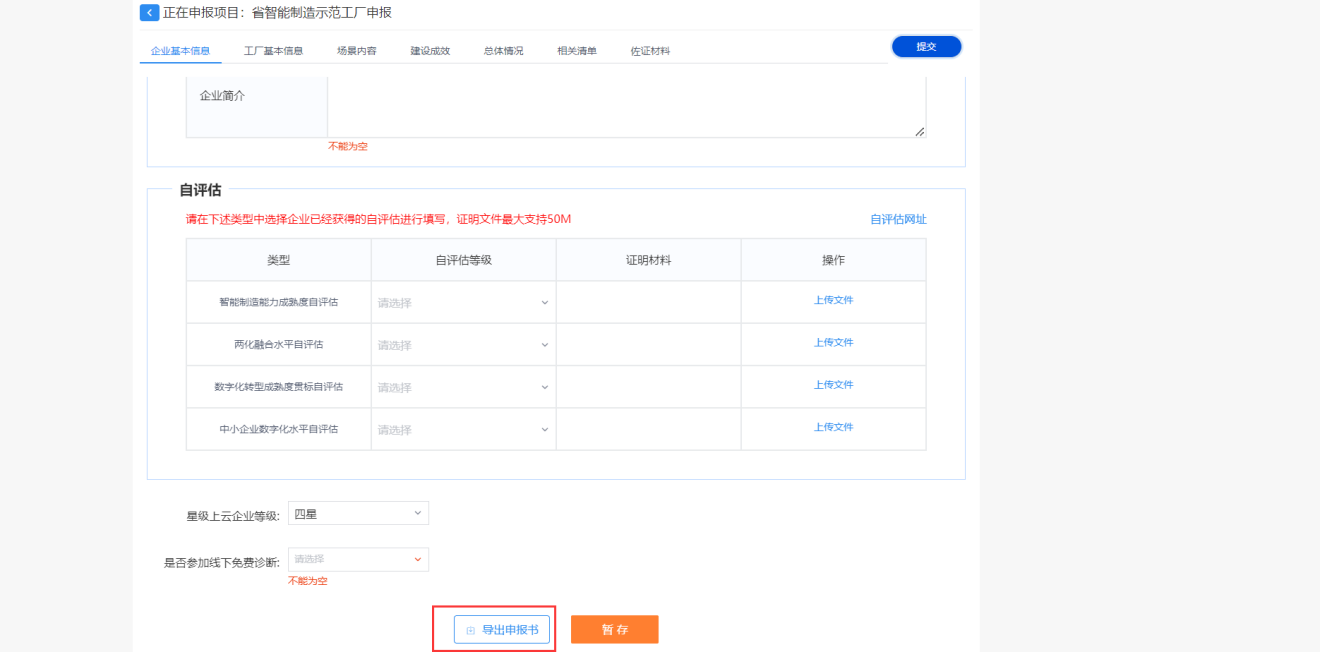 正在申报项目：省智能制造示范工厂申报
企业基本信息 工厂基本信息 场景内容 建设成效 总体情况 相关清单 佐证材料 提交
企业简介
不能为空
自评估
请在下述类型中选择企业已经获得的自评估进行填写，证明文件最大支持50M 自评估网址
类型 自评估等级 证明材料 操作
智能制造能力成熟度自评估 请选择 上传文件
两化融合水平自评估 请选择 上传文件
数字化转型成熟度贯标自评估 请选择 上传文件
中小企业数字化水平自评估 请选择 上传文件
星级上云企业等级: 四星
是否参加线下免费诊断: 请选择
不能为空
导出申报书 暂存